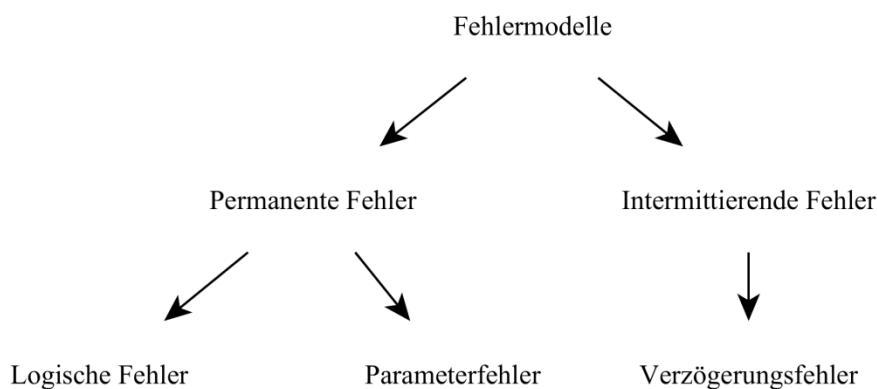 Fehlermodelle
Permanente Fehler
Intermittierende Fehler
Logische Fehler
Parameterfehler
Verzögerungsfehler